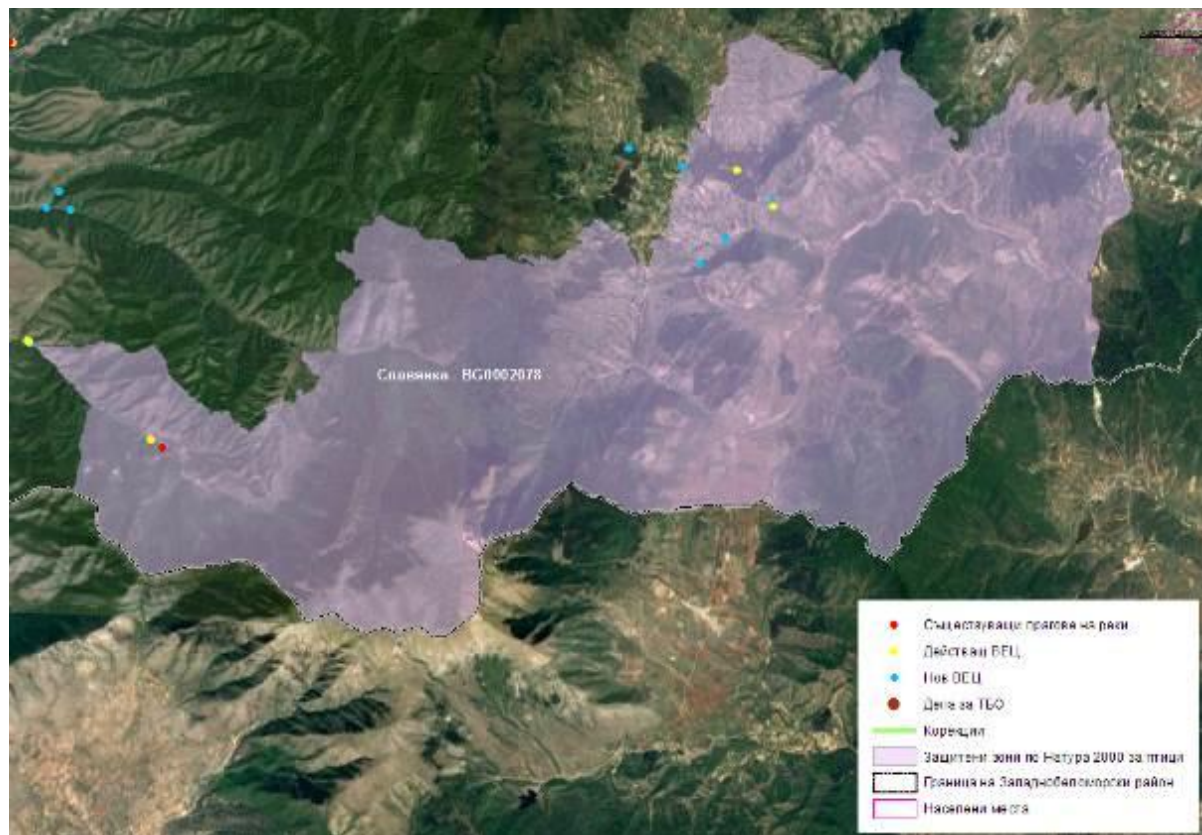 Славянка BG0002078
Съществуващи прагове на реки
Действащ ВЕЦ
Нов ВЕЦ
Депа за ТБО
Корекции
Защитени зони по Натура 2000 за птици
Граница на Западнобеломорски район
Населени места